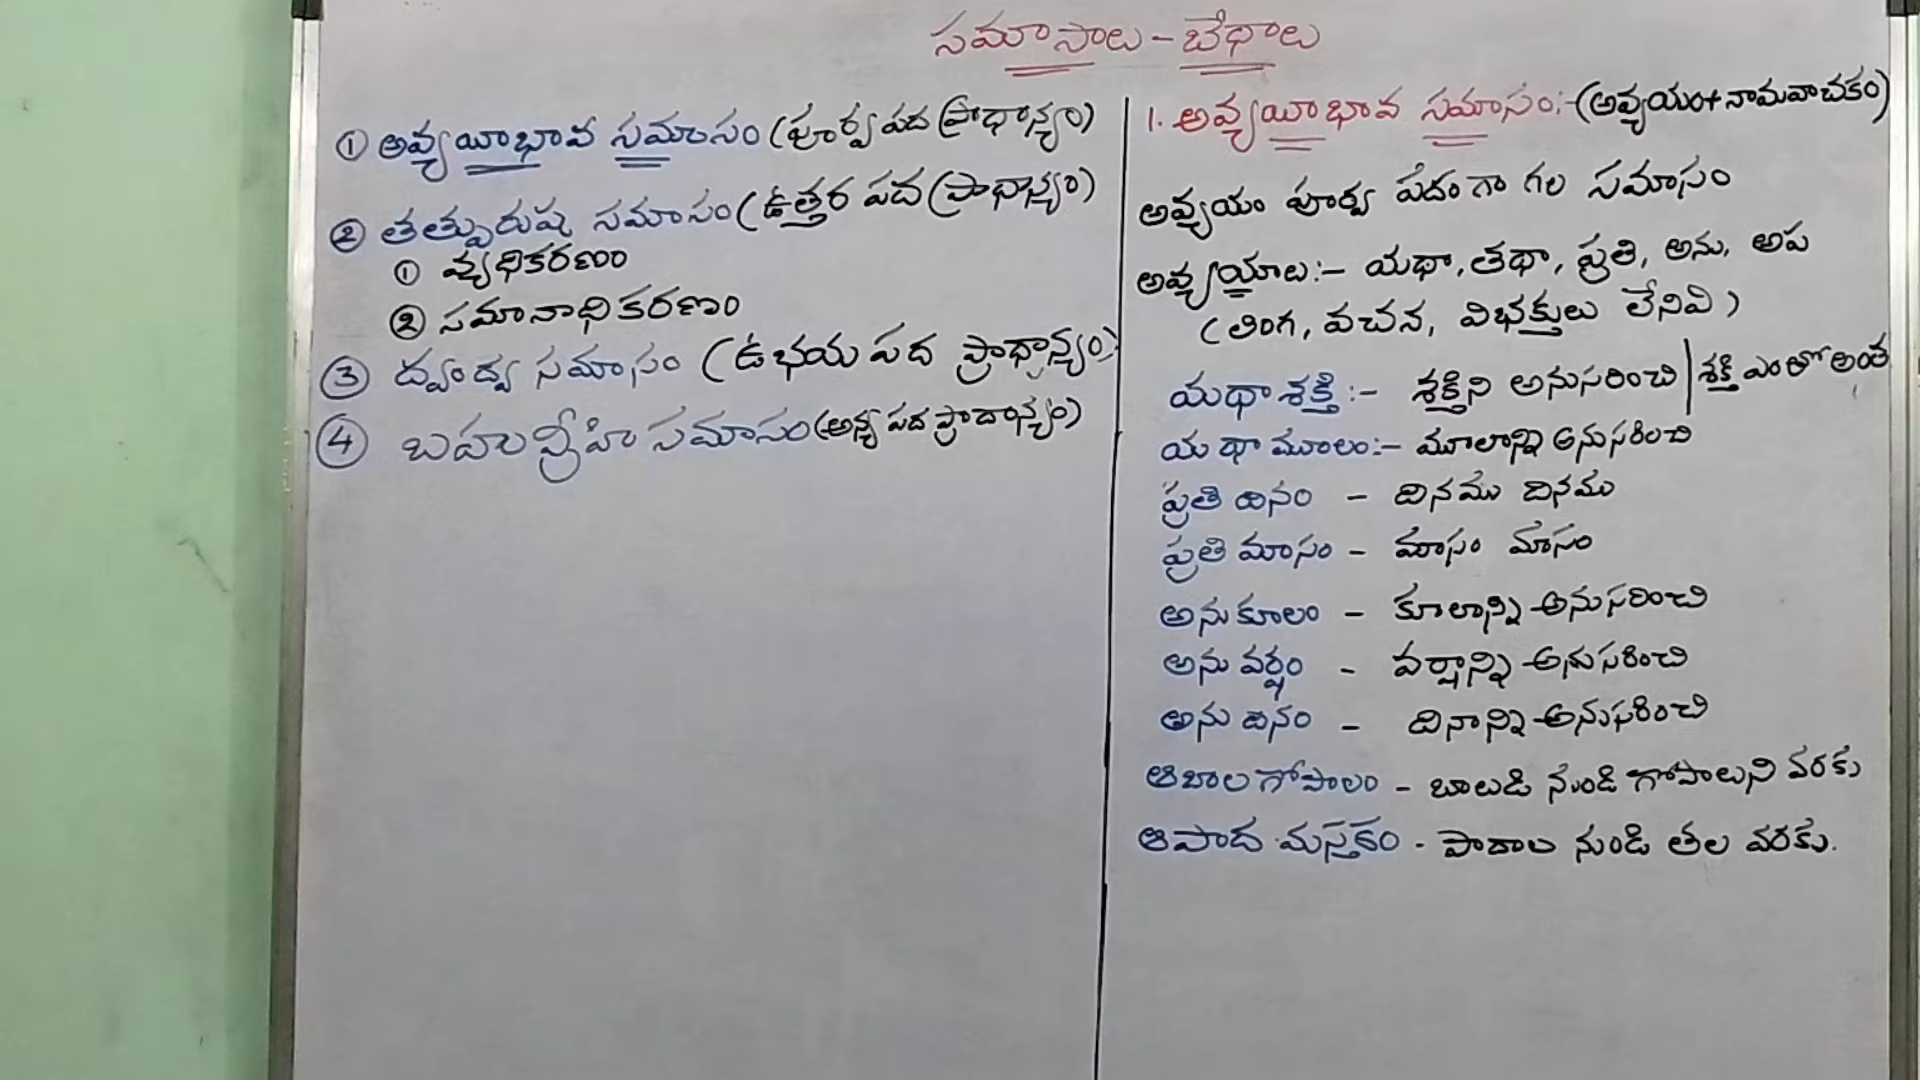 సమాసాలు - బేధాలు
① అవ్యయీభావ సమాసం (పూర్వపద ప్రాధాన్యం)
② తత్పురుష సమాసం (ఉత్తర పద ప్రాధాన్యం)
① వ్యధికరణం
② సమానాధికరణం
③ ద్వంద్వ సమాసం (ఉభయ పద ప్రాధాన్యం)
④ బహువ్రీహి సమాసం (అన్య పద ప్రాదాన్యం)
1. అవ్యయీభావ సమాసం:- (అవ్యయం + నామవాచకం)
అవ్యయం పూర్వ పదం గా గల సమాసం
అవ్యయాలు:- యథా, తథా, ప్రతి, అను, అప
(లింగ, వచన, విభక్తులు లేనివి)
యథా శక్తి :- శక్తిని అనుసరించి | శక్తి ఎంతో అంత
యథా మూలం:- మూలాన్ని అనుసరించి
ప్రతి దినం - దినము దినము
ప్రతి మాసం - మాసం మాసం
అనుకూలం - కూలాన్ని అనుసరించి
అను వర్షం - వర్షాన్ని అనుసరించి
అను దినం - దినాన్ని అనుసరించి
ఆబాల గోపాలం - బాలుడి నుండి గోపాలుని వరకు
ఆపాద మస్తకం - పాదాల నుండి తల వరకు.